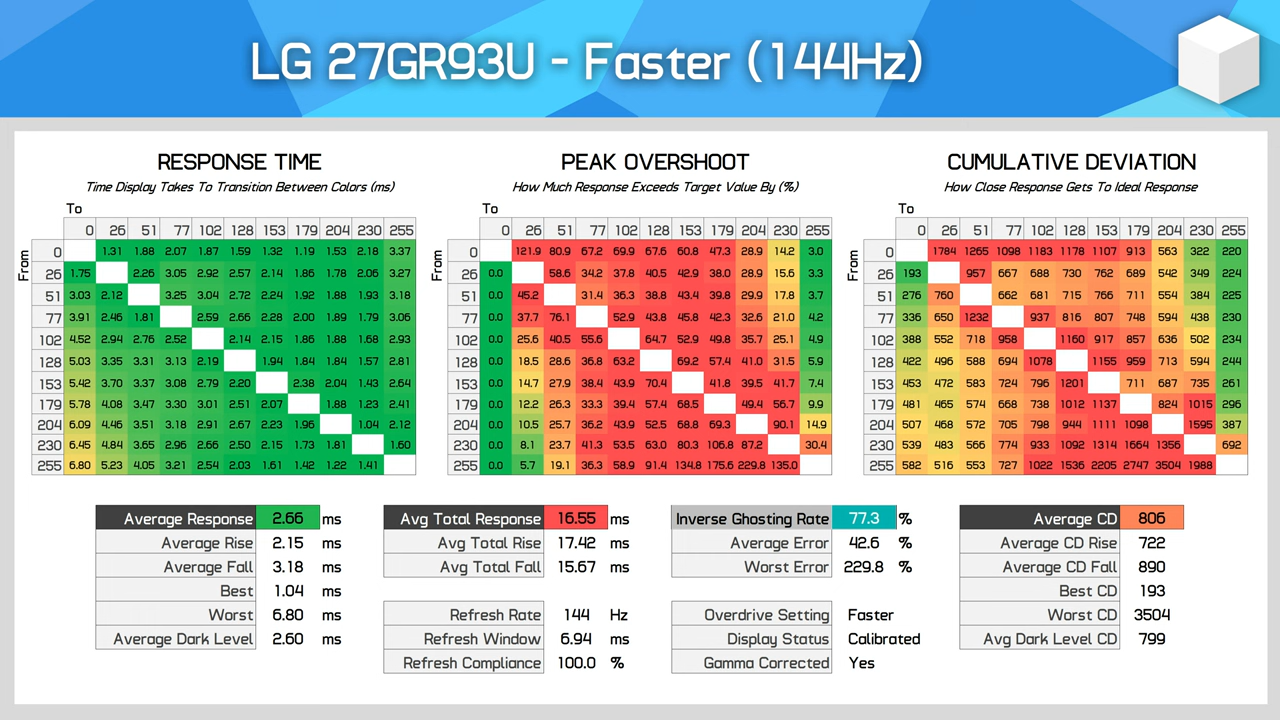 LG 27GR93U - Faster (144Hz)
RESPONSE TIME
Time Display Takes To Transition Between Colors (ms)
To
From
0 26 51 77 102 128 153 179 204 230 255
0 1.31 1.88 2.07 1.87 1.59 1.32 1.19 1.53 2.18 3.37
26 1.75 2.26 3.05 2.92 2.57 2.14 1.86 1.78 2.06 3.27
51 3.03 2.12 3.25 3.04 2.72 2.24 1.92 1.88 1.93 3.18
77 3.91 2.46 1.81 2.59 2.66 2.28 2.00 1.89 1.79 3.06
102 4.52 2.94 2.76 2.52 2.14 2.15 1.86 1.88 1.68 2.93
128 5.03 3.35 3.31 3.13 2.19 1.94 1.84 1.84 1.57 2.81
153 5.42 3.70 3.37 3.08 2.79 2.20 2.38 2.04 1.43 2.64
179 5.78 4.08 3.47 3.30 3.01 2.51 2.07 1.88 1.23 2.41
204 6.09 4.46 3.51 3.18 2.91 2.67 2.23 1.96 1.04 2.12
230 6.45 4.84 3.65 2.96 2.66 2.50 2.15 1.73 1.81 1.60
255 6.80 5.23 4.05 3.21 2.54 2.03 1.61 1.42 1.22 1.41
PEAK OVERSHOOT
How Much Response Exceeds Target Value By (%)
To
From
0 26 51 77 102 128 153 179 204 230 255
0 121.9 80.9 67.2 69.9 67.6 60.8 47.3 28.9 14.2 3.0
26 0.0 58.6 34.2 37.8 40.5 42.9 38.0 28.9 15.6 3.3
51 0.0 45.2 31.4 36.3 38.8 43.4 39.8 29.9 17.8 3.7
77 0.0 37.7 76.1 52.9 43.8 45.8 42.3 32.6 21.0 4.2
102 0.0 25.6 40.5 55.6 64.7 52.9 49.8 35.7 25.1 4.9
128 0.0 18.5 28.6 36.8 63.2 69.2 57.4 41.0 31.5 5.9
153 0.0 14.7 27.9 38.4 43.9 70.4 41.8 39.5 41.7 7.4
179 0.0 12.2 26.3 33.3 39.4 57.4 68.5 49.4 56.7 9.9
204 0.0 10.5 25.7 36.2 43.9 52.5 68.8 69.3 90.1 14.9
230 0.0 8.1 23.7 41.3 53.5 63.0 80.3 106.8 87.2 30.4
255 0.0 5.7 19.1 36.3 58.9 91.4 134.8 175.6 229.8 135.0
CUMULATIVE DEVIATION
How Close Response Gets To Ideal Response
To
From
0 26 51 77 102 128 153 179 204 230 255
0 1784 1265 1098 1183 1178 1107 913 563 322 220
26 193 957 667 688 730 762 689 542 349 224
51 276 760 662 681 715 766 711 554 384 225
77 336 650 1232 937 816 807 748 594 438 230
102 388 552 718 958 1160 917 857 636 502 234
128 422 496 588 694 1078 1155 959 713 594 244
153 453 472 583 724 796 1201 711 687 735 261
179 481 465 574 668 738 1012 1137 824 1015 296
204 507 468 572 705 798 944 1111 1098 1595 387
230 539 483 566 774 933 1092 1314 1664 1356 692
255 582 516 553 727 1022 1536 2205 2747 3504 1988
Average Response 2.66 ms
Average Rise 2.15 ms
Average Fall 3.18 ms
Best 1.04 ms
Worst 6.80 ms
Average Dark Level 2.60 ms
Avg Total Response 16.55 ms
Avg Total Rise 17.42 ms
Avg Total Fall 15.67 ms
Refresh Rate 144 Hz
Refresh Window 6.94 ms
Refresh Compliance 100.0 %
Inverse Ghosting Rate 77.3 %
Average Error 42.6 %
Worst Error 229.8 %
Overdrive Setting Faster
Display Status Calibrated
Gamma Corrected Yes
Average CD 806
Average CD Rise 722
Average CD Fall 890
Best CD 193
Worst CD 3504
Avg Dark Level CD 799